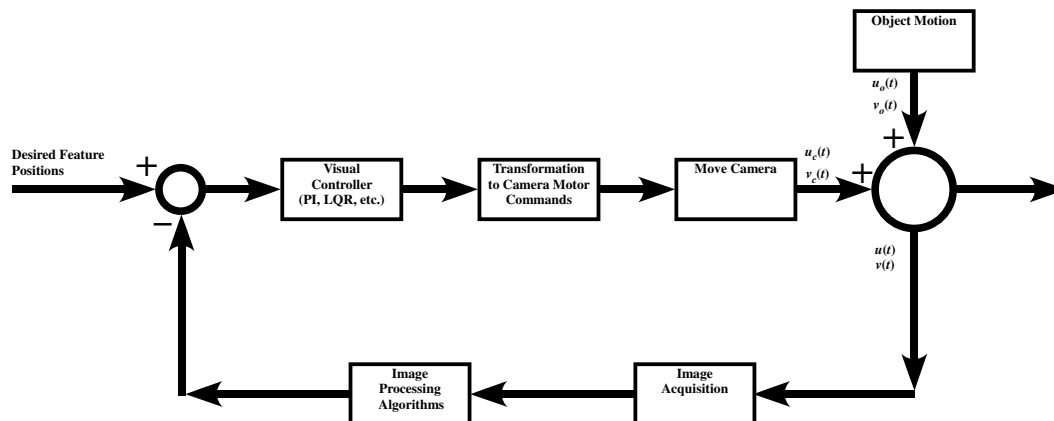 Object Motion
u_o(t)
v_o(t)
+
Desired Feature
Positions
+
−
Visual
Controller
(PI, LQR, etc.)
Transformation
to Camera Motor
Commands
Move Camera
u_c(t)
v_c(t)
+
u(t)
v(t)
Image
Processing
Algorithms
Image
Acquisition